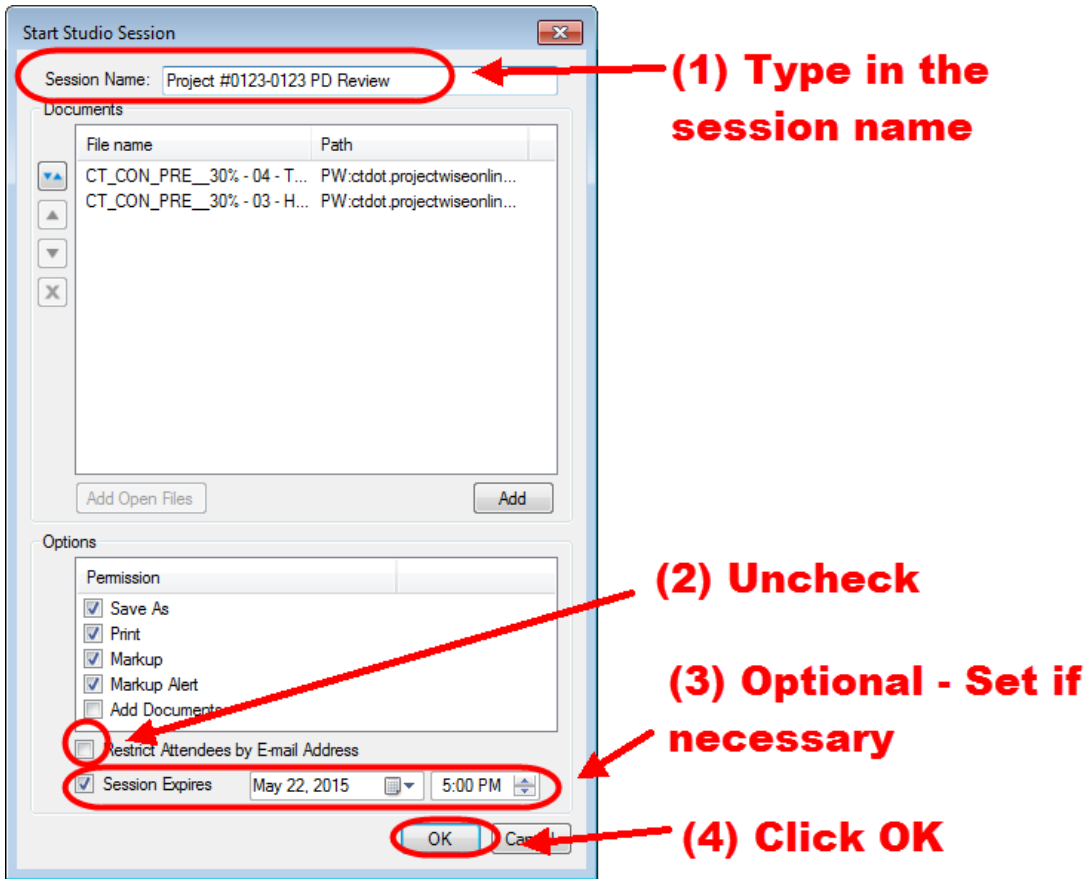 Start Studio Session
Session Name: Project #0123-0123 PD Review
(1) Type in the
session name
Documents
File name Path
CT_CON_PRE__30% - 04 - T... PW:ctdot.projectwiseonlin...
CT_CON_PRE__30% - 03 - H... PW:ctdot.projectwiseonlin...
Add Open Files Add
Options
Permission
(2) Uncheck
Save As
Print
Markup
Markup Alert
Add Documents
(3) Optional - Set if
necessary
Restrict Attendees by E-mail Address
Session Expires May 22, 2015 5:00 PM
OK Cancel
(4) Click OK